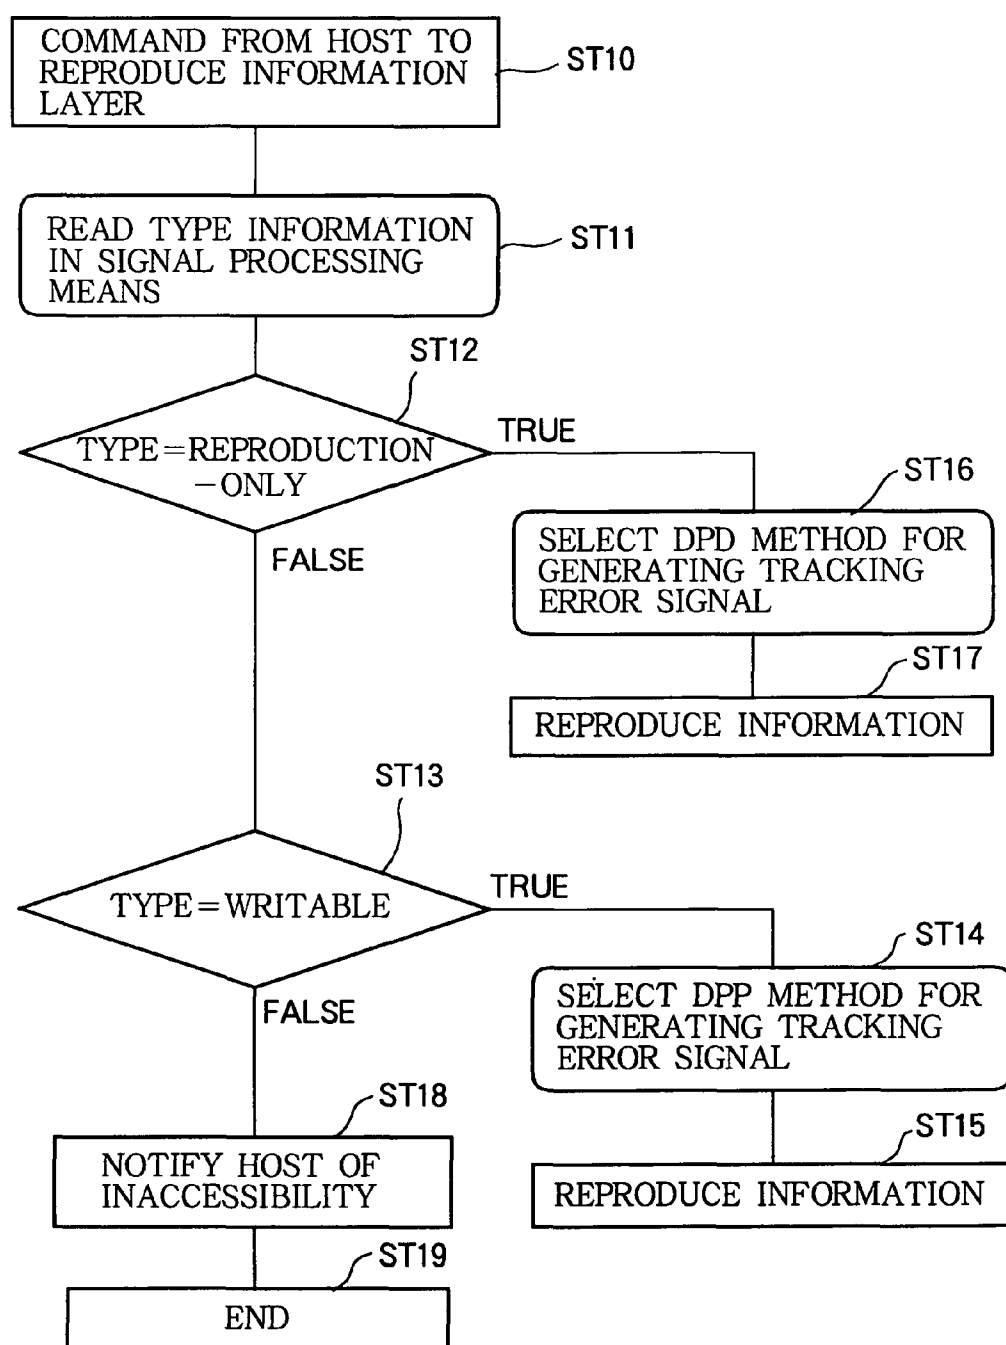 COMMAND FROM HOST TO
REPRODUCE INFORMATION
LAYER
ST10
READ TYPE INFORMATION
IN SIGNAL PROCESSING
MEANS
ST11
ST12
TYPE=REPRODUCTION
-ONLY
TRUE
FALSE
ST16
SELECT DPD METHOD FOR
GENERATING TRACKING
ERROR SIGNAL
ST17
REPRODUCE INFORMATION
ST13
TYPE=WRITABLE
TRUE
FALSE
ST14
SELECT DPP METHOD FOR
GENERATING TRACKING
ERROR SIGNAL
ST15
REPRODUCE INFORMATION
ST18
NOTIFY HOST OF
INACCESSIBILITY
ST19
END